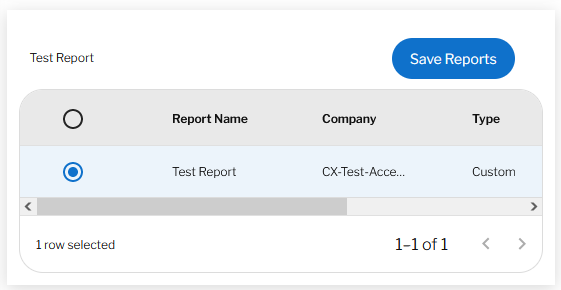 Test Report
Save Reports
Report Name Company Type
Test Report CX-Test-Acce... Custom
1 row selected
1–1 of 1